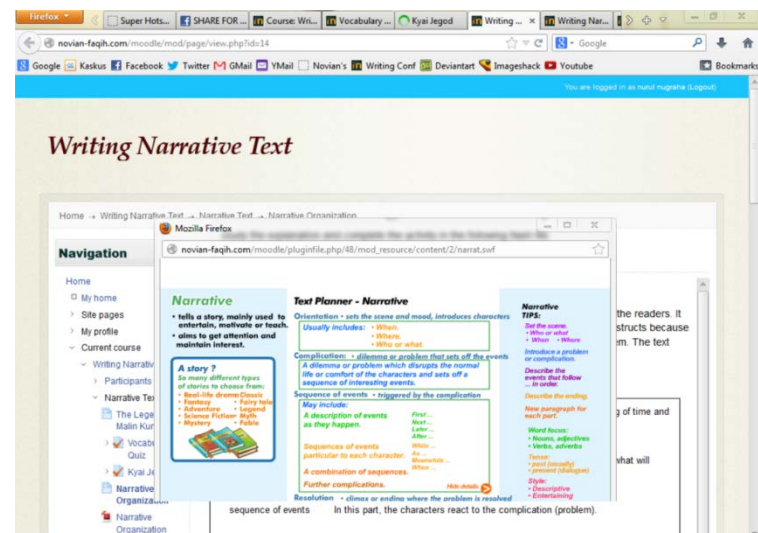 Firefox
Super Hots...
SHARE FOR ...
Course: Wri...
Vocabulary ...
Kyai Jegod
Writing ...
Writing Nar...
novian-faqih.com/moodle/mod/page/view.php?id=14
Google
Google Kaskus Facebook Twitter GMail YMail Novian's Writing Conf Deviantart Imageshack Youtube
Bookmarks
You are logged in as nurul nugraha (Logout)
Writing Narrative Text
Home → Writing Narrative Text → Narrative Text → Narrative Organization
Navigation
Home
My home
Site pages
My profile
Current course
Writing Narrativ
Participants
Narrative Tex
The Lege
Malin Kun
Vocabu
Quiz
Kyai Je
Narrative
Organization
Narrative
Organization
Mozilla Firefox
novian-faqih.com/moodle/pluginfile.php/48/mod_resource/content/2/narrat.swf
Narrative
• tells a story, mainly used to
entertain, motivate or teach.
• aims to get attention and
maintain interest.
A story ?
So many different types
of stories to choose from:
• Real-life drama
• Fantasy
• Adventure
• Science Fiction
• Mystery
Classic
• Fairy tale
• Legend
• Myth
• Fable
Text Planner - Narrative
Orientation • sets the scene and mood, introduces characters
Usually includes: • When.
• Where.
• Who or what.
Complication: • dilemma or problem that sets off the events
A dilemma or problem which disrupts the normal
life or comfort of the characters and sets off a
sequence of interesting events.
Sequence of events • triggered by the complication
May include:
A description of events
as they happen.
First ...
Next ...
Later ...
After ...
Sequences of events
particular to each character.
While ...
As ...
Meanwhile ...
When ...
A combination of sequences.
Further complications.
Hide details
Resolution • climax or ending where the problem is resolved
Narrative
TIPS:
Set the scene.
• Who or what
• When • Where
Introduce a problem
or complication.
Describe the
events that follow
... in order.
Describe the ending.
New paragraph for
each part.
Word focus:
• Nouns, adjectives
• Verbs, adverbs
Tense:
• past (usually)
• present (dialogue)
Style:
• Descriptive
• Entertaining
the readers. It
structs because
em. The text
g of time and
what will
sequence of events In this part, the characters react to the complication (problem).